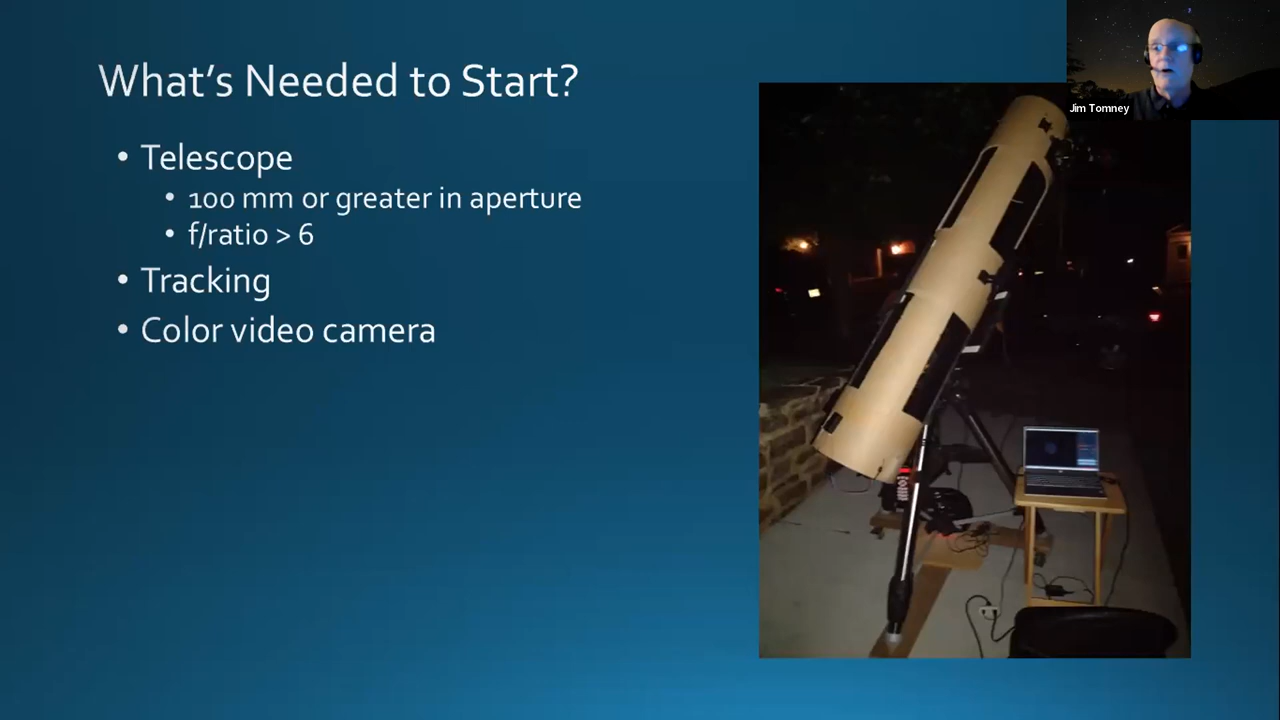 What's Needed to Start?
• Telescope
• 100 mm or greater in aperture
• f/ratio > 6
• Tracking
• Color video camera
Jim Tomney